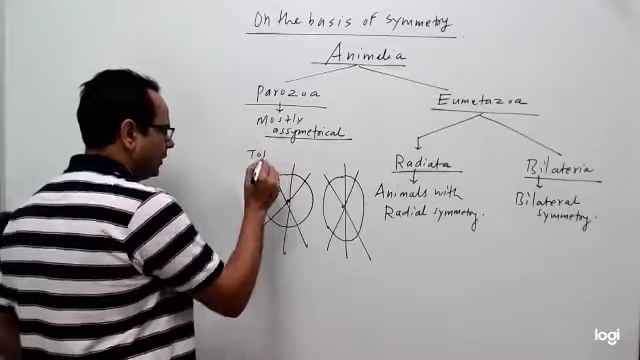 On the basis of symmetry
Animalia
Parozoa
Eumetazoa
Mostly
assymetrical
To
Radiata
Bilateria
Animals with
Radial symmetry.
Bilateral
symmetry.
logi